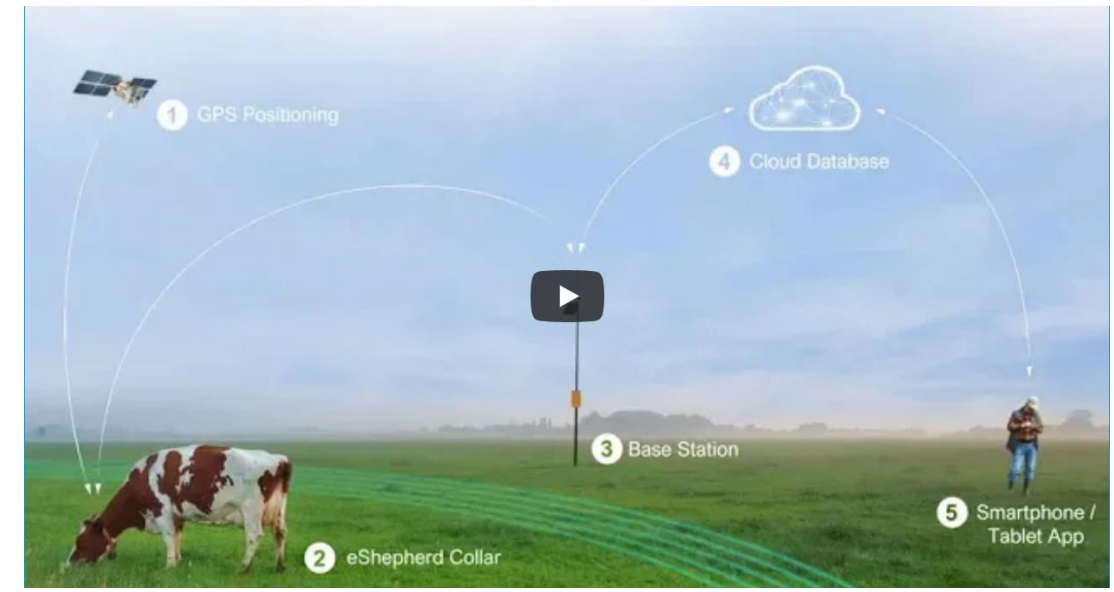 1 GPS Positioning
4 Cloud Database
3 Base Station
5 Smartphone /
Tablet App
2 eShepherd Collar